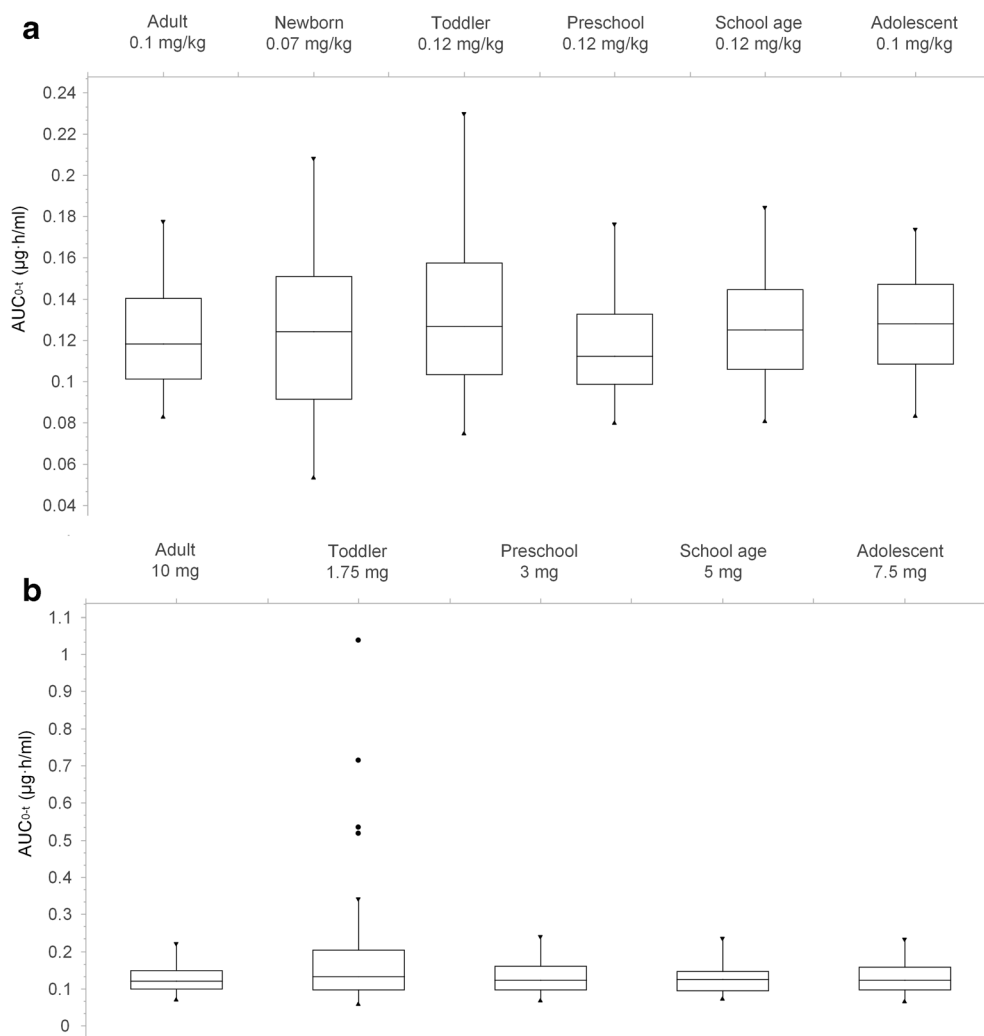 a
Adult Newborn Toddler Preschool School age Adolescent
0.1 mg/kg 0.07 mg/kg 0.12 mg/kg 0.12 mg/kg 0.12 mg/kg 0.1 mg/kg
0.24
0.22
0.2
0.18
0.16
0.14
0.12
0.1
0.08
0.06
0.04
AUC0-t (µg·h/ml)
b
Adult Toddler Preschool School age Adolescent
10 mg 1.75 mg 3 mg 5 mg 7.5 mg
1.1
1
0.9
0.8
0.7
0.6
0.5
0.4
0.3
0.2
0.1
0
AUC0-t (µg·h/ml)